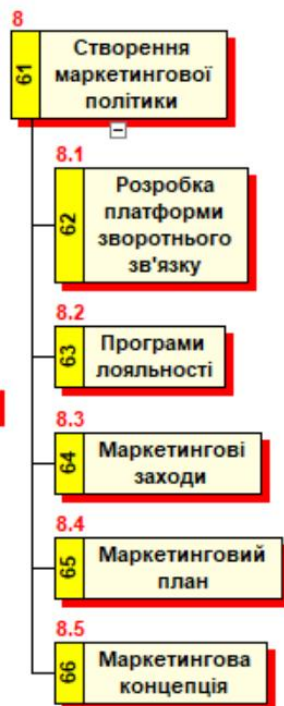 8
61
Створення
маркетингової
політики
8.1
62
Розробка
платформи
зворотнього
зв'язку
8.2
63
Програми
лояльності
8.3
64
Маркетингові
заходи
8.4
65
Маркетинговий
план
8.5
66
Маркетингова
концепція